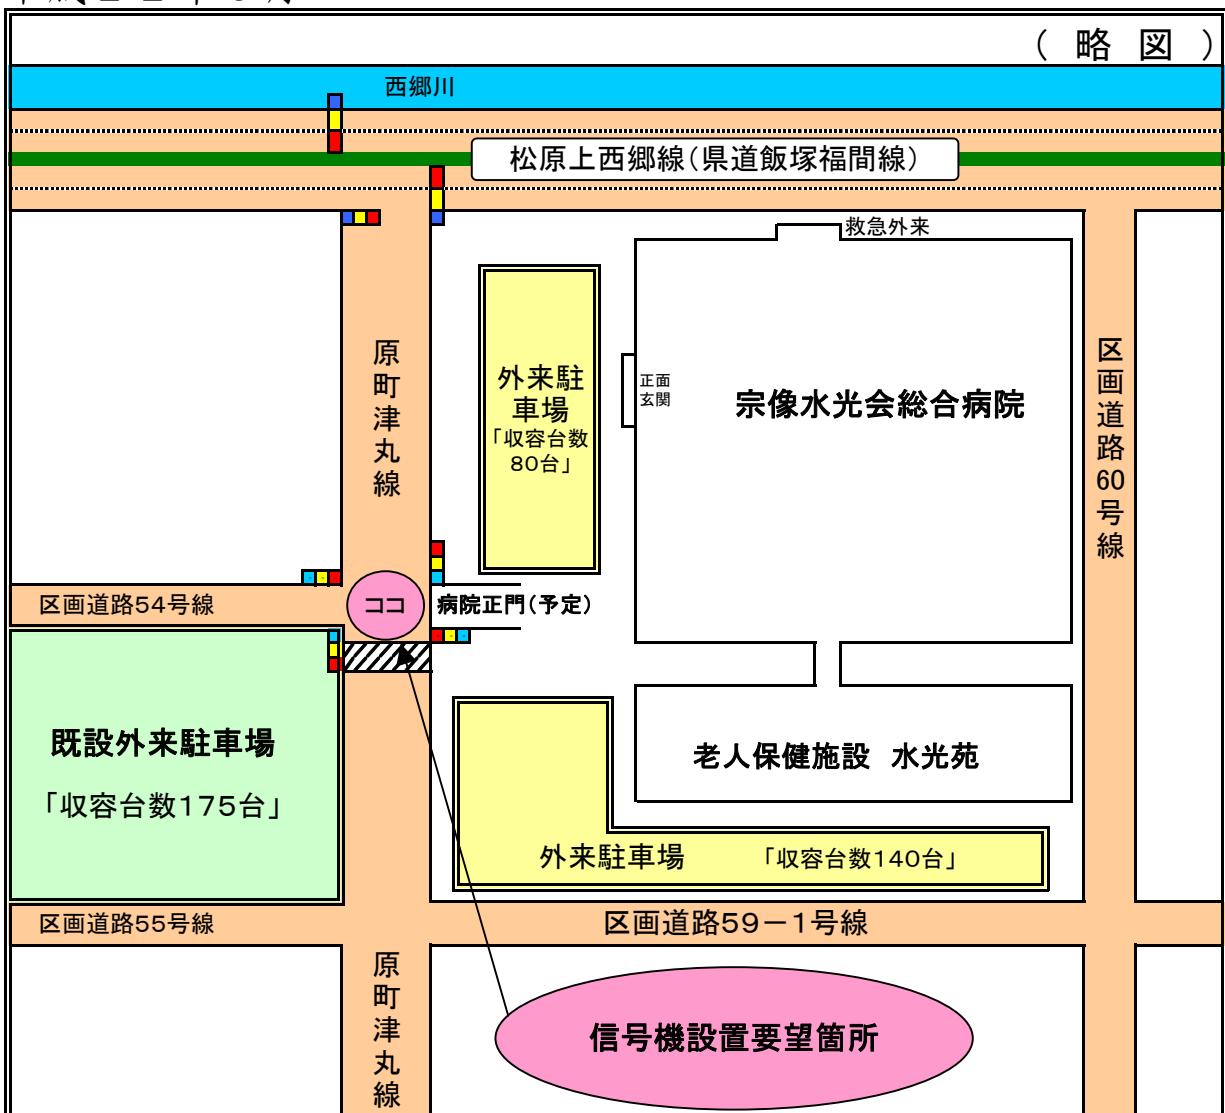 (略図)
西郷川
松原上西郷線(県道飯塚福間線)
救急外来
原町津丸線
外来駐
車場
「収容台数
80台」
正面
玄関
宗像水光会総合病院
区画道路60号線
区画道路54号線
ココ
病院正門(予定)
既設外来駐車場
「収容台数175台」
老人保健施設 水光苑
外来駐車場 「収容台数140台」
区画道路55号線
区画道路59-1号線
原町津丸線
信号機設置要望箇所